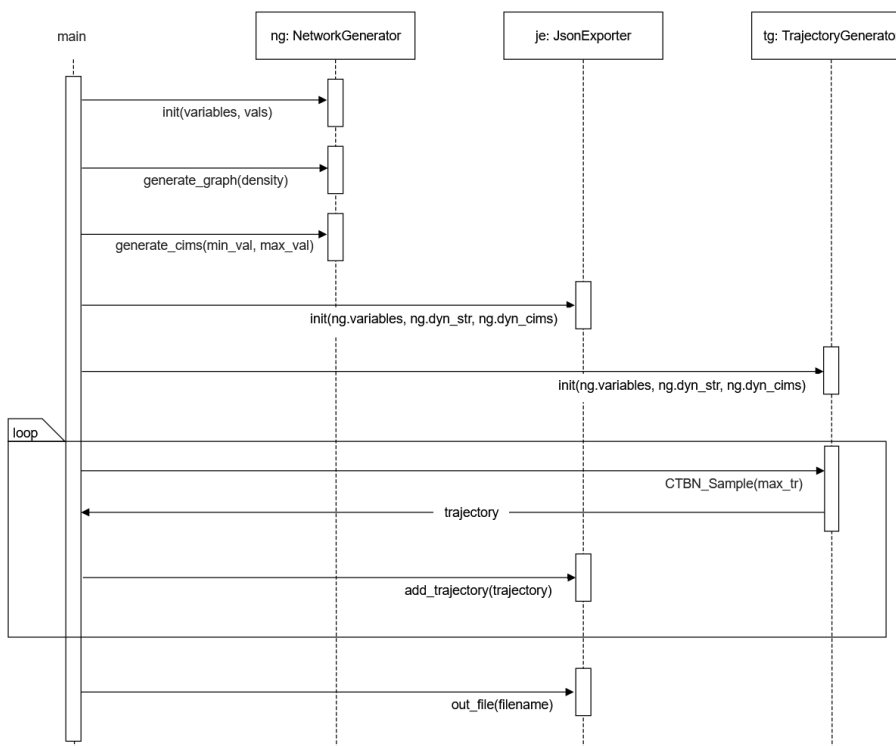 main
ng: NetworkGenerator
je: JsonExporter
tg: TrajectoryGenerator
init(variables, vals)
generate_graph(density)
generate_cims(min_val, max_val)
init(ng.variables, ng.dyn_str, ng.dyn_cims)
init(ng.variables, ng.dyn_str, ng.dyn_cims)
loop
CTBN_Sample(max_tr)
trajectory
add_trajectory(trajectory)
out_file(filename)